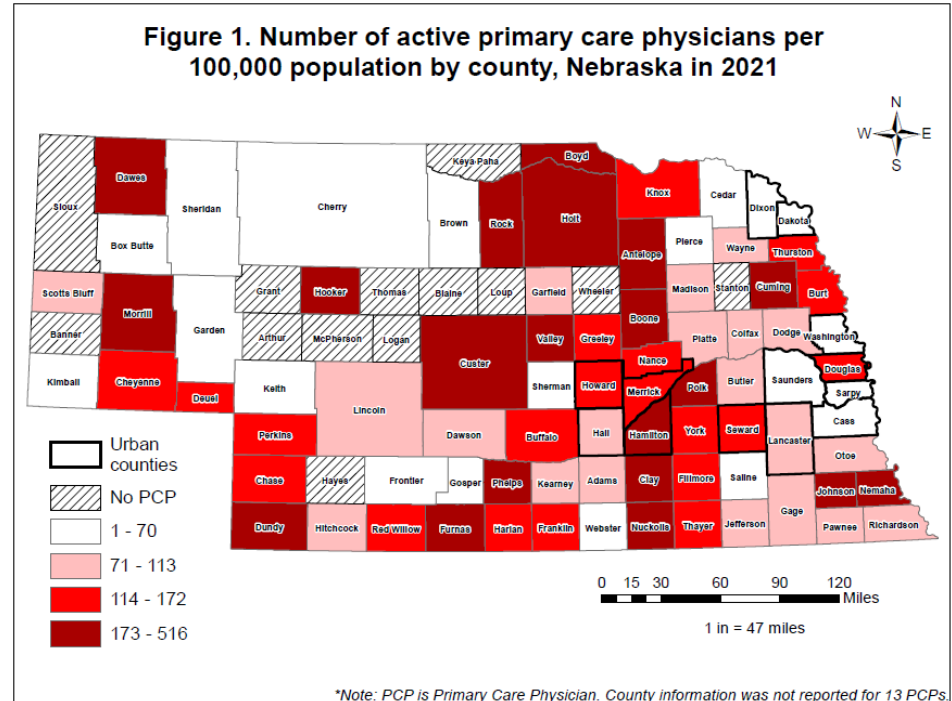 Figure 1. Number of active primary care physicians per
100,000 population by county, Nebraska in 2021
N
W E
S
Sioux
Dawes
Sheridan
Cherry
Keya Paha
Boyd
Knox
Cedar
Dixon
Dakota
Box Butte
Brown
Rock
Holt
Antelope
Pierce
Wayne
Thurston
Scotts Bluff
Morrill
Garden
Grant
Hooker
Thomas
Blaine
Loup
Garfield
Wheeler
Madison
Stanton
Cuming
Burt
Banner
Arthur
McPherson
Logan
Custer
Valley
Greeley
Boone
Platte
Colfax
Dodge
Washington
Kimball
Cheyenne
Deuel
Keith
Lincoln
Sherman
Howard
Nance
Merrick
Polk
Butler
Saunders
Douglas
Sarpy
Perkins
Dawson
Buffalo
Hall
Hamilton
York
Seward
Lancaster
Cass
Otoe
Chase
Hayes
Frontier
Gosper
Phelps
Kearney
Adams
Clay
Fillmore
Saline
Gage
Johnson
Nemaha
Dundy
Hitchcock
Red Willow
Furnas
Harlan
Franklin
Webster
Nuckolls
Thayer
Jefferson
Pawnee
Richardson
Urban
counties
No PCP
1 - 70
71 - 113
114 - 172
173 - 516
0 15 30 60 90 120
Miles
1 in = 47 miles
*Note: PCP is Primary Care Physician. County information was not reported for 13 PCPs.